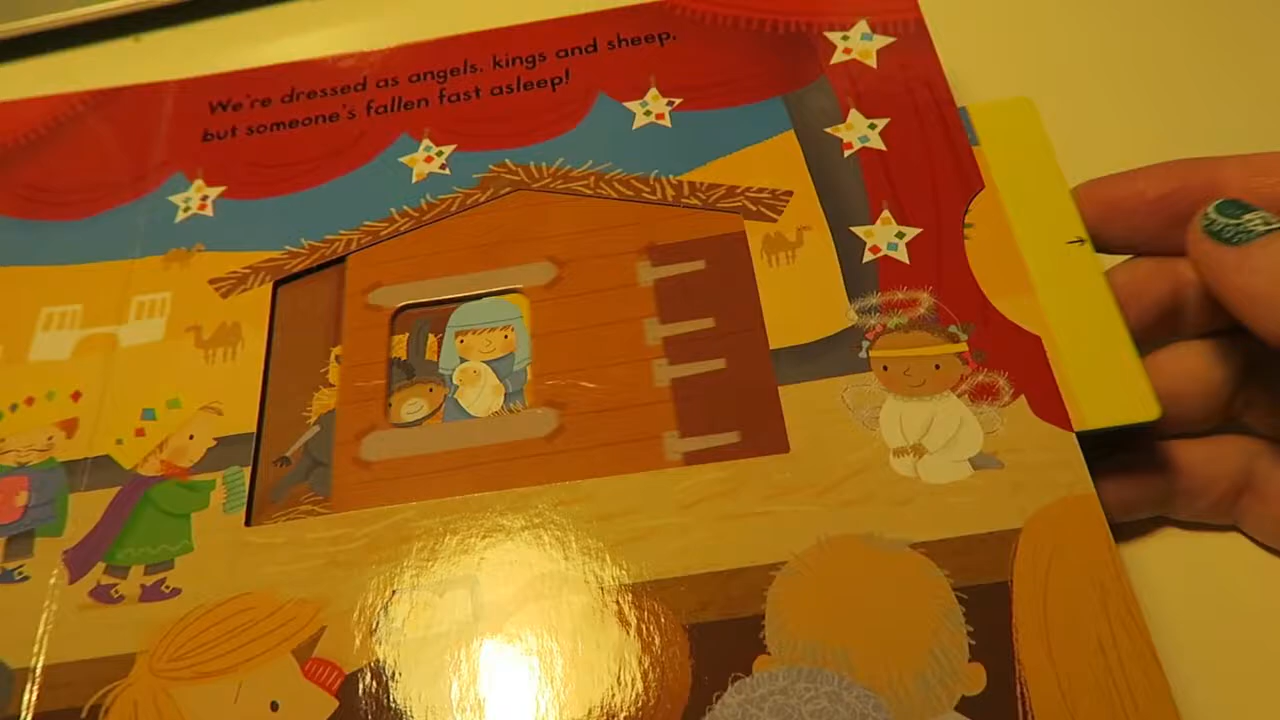 We're dressed as angels, kings and sheep,
but someone's fallen fast asleep!